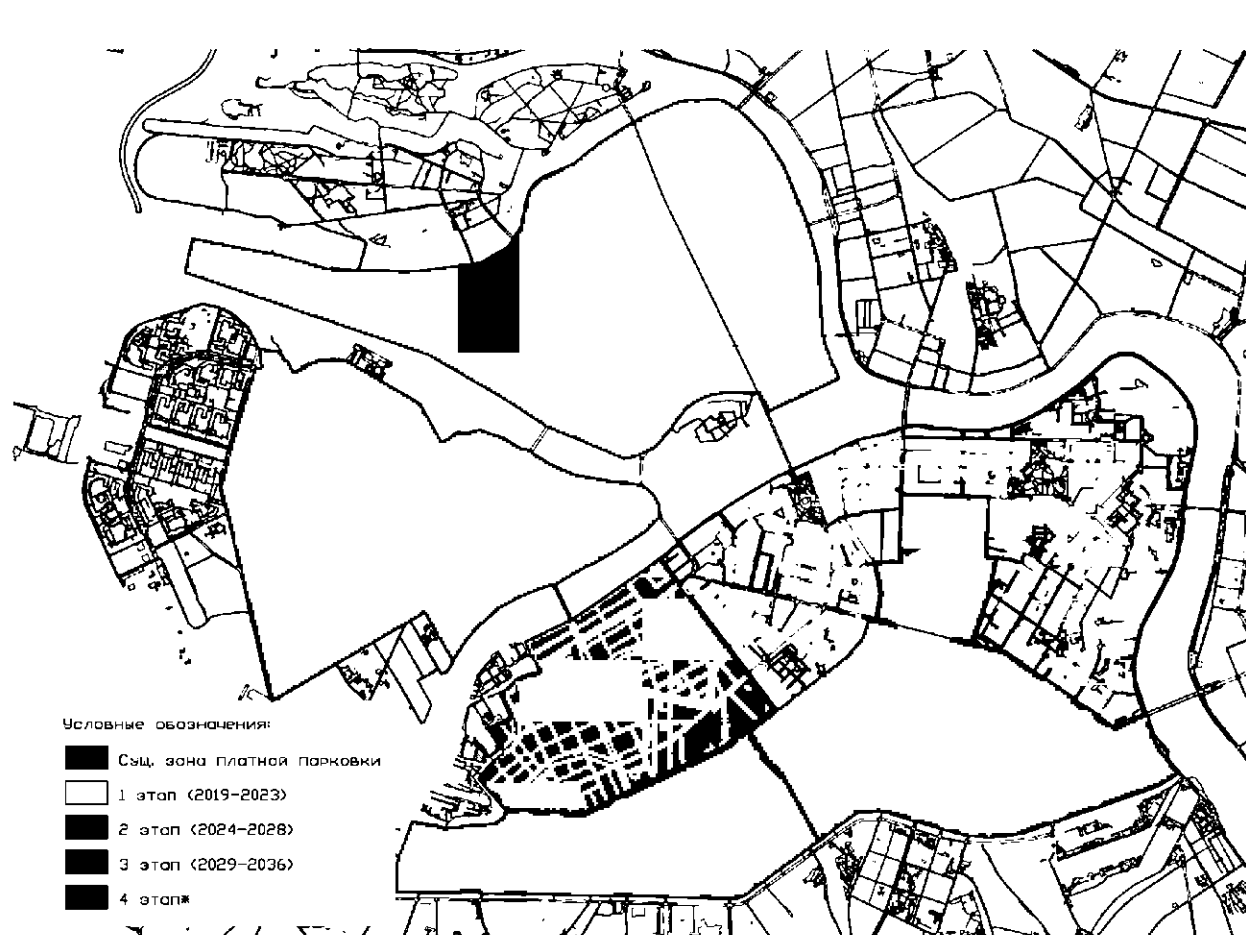 Условные обозначения:
Сущ. зона платной парковки
1 этап (2019-2023)
2 этап (2024-2028)
3 этап (2029-2036)
4 этап*